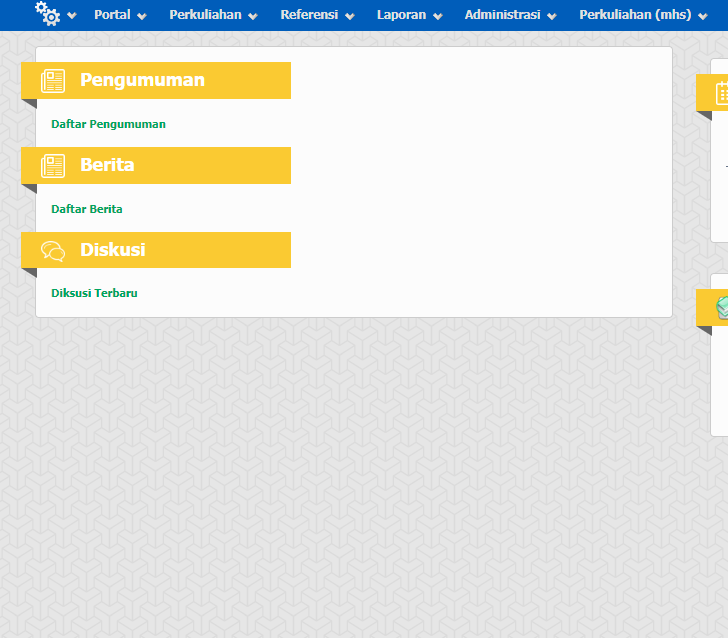 Portal Perkuliahan Referensi Laporan Administrasi Perkuliahan (mhs)
Pengumuman
Daftar Pengumuman
Berita
Daftar Berita
Diskusi
Diksusi Terbaru